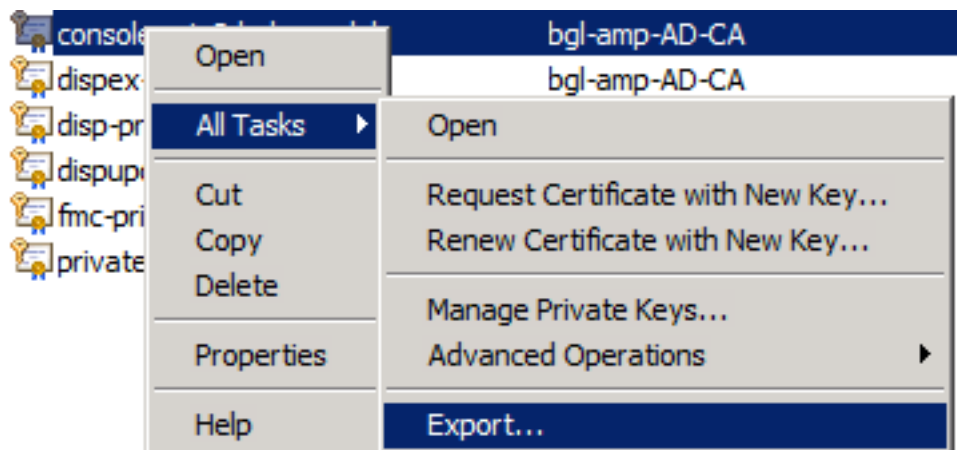 console bgl-amp-AD-CA
dispex- bgl-amp-AD-CA
disp-pr
dispup
fmc-pri
private
Open
All Tasks
Cut
Copy
Delete
Properties
Help
Open
Request Certificate with New Key...
Renew Certificate with New Key...
Manage Private Keys...
Advanced Operations
Export...